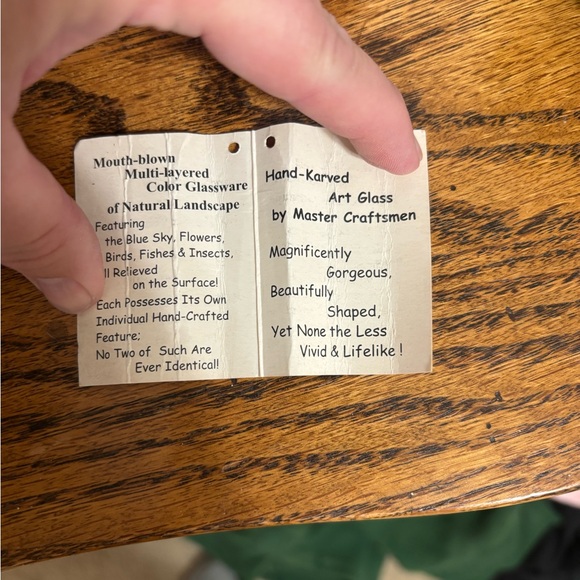 Mouth-blown
Multi-layered
Color Glassware
of Natural Landscape
Featuring
the Blue Sky, Flowers,
Birds, Fishes & Insects,
ll Relieved
on the Surface!
Each Possesses Its Own
Individual Hand-Crafted
Feature;
No Two of Such Are
Ever Identical!
Hand-Karved
Art Glass
by Master Craftsmen
Magnificently
Gorgeous,
Beautifully
Shaped,
Yet None the Less
Vivid & Lifelike !